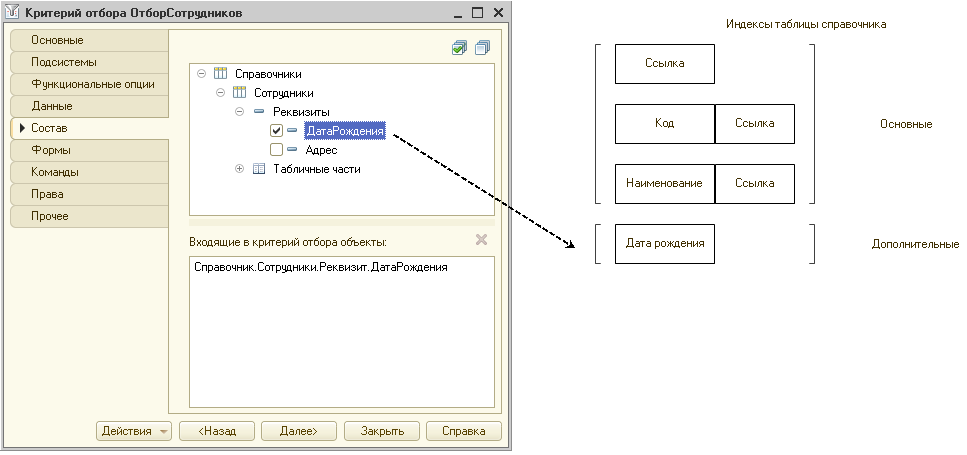 Критерий отбора ОтборСотрудников
Основные
Подсистемы
Функциональные опции
Данные
Состав
Формы
Команды
Права
Прочее
Справочники
Сотрудники
Реквизиты
ДатаРождения
Адрес
Табличные части
Входящие в критерий отбора объекты:
Справочник.Сотрудники.Реквизит.ДатаРождения
Действия
<Назад
Далее>
Закрыть
Справка
Индексы таблицы справочника
Ссылка
Код Ссылка
Основные
Наименование Ссылка
Дата рождения
Дополнительные